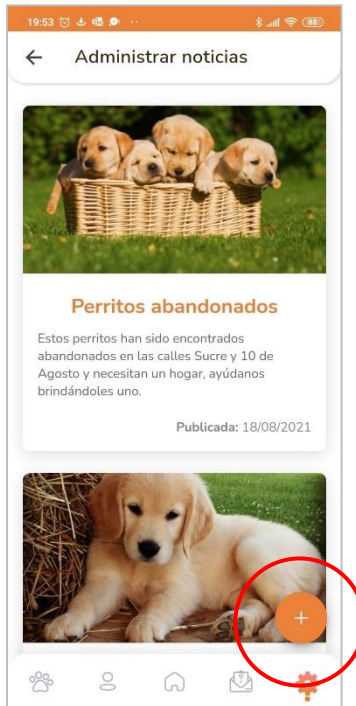 19:53
88
Administrar noticias
Perritos abandonados
Estos perritos han sido encontrados
abandonados en las calles Sucre y 10 de
Agosto y necesitan un hogar, ayúdanos
brindándoles uno.
Publicada: 18/08/2021